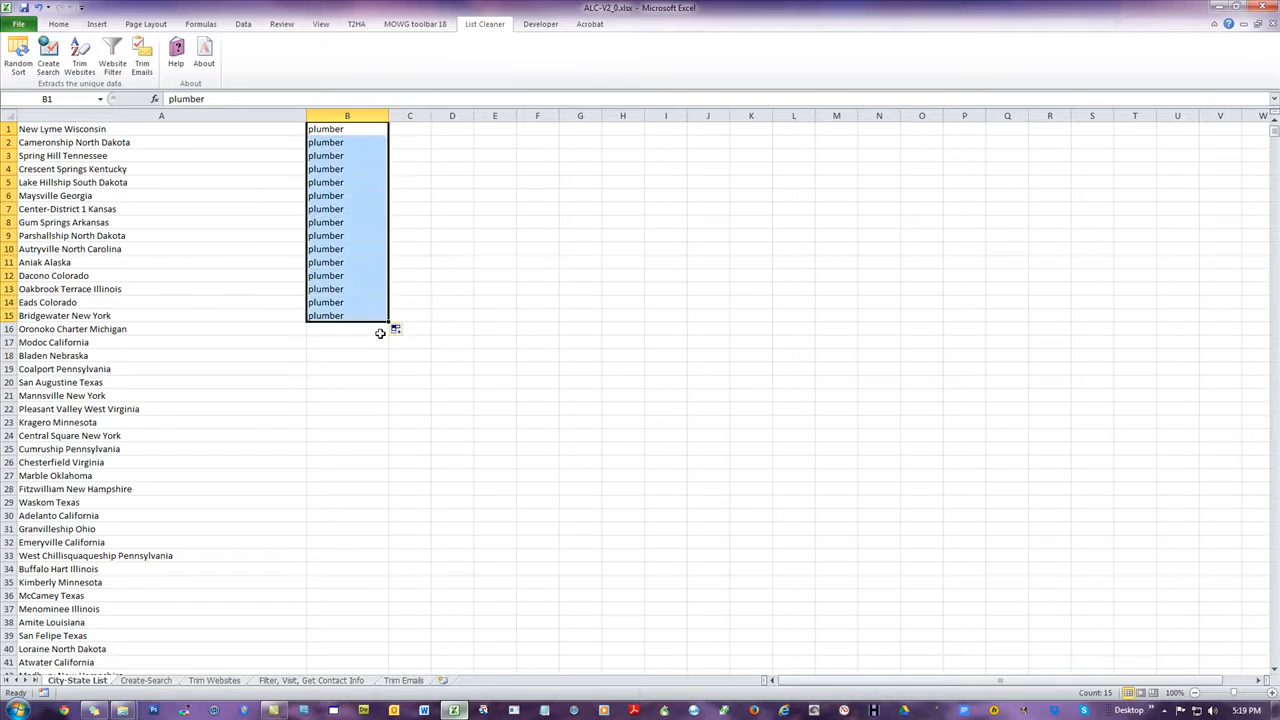 ALC-V2_0.xlsx - Microsoft Excel
File Home Insert Page Layout Formulas Data Review View T2HA MOWG toolbar 18 List Cleaner Developer Acrobat
Random Sort
Create Search
Trim Websites
Website Filter
Trim Emails
Help
About
Extracts the unique data
About
B1 fx plumber
A B C D E F G H I J K L M N O P Q R S T U V W
1 New Lyme Wisconsin plumber
2 Cameronship North Dakota plumber
3 Spring Hill Tennessee plumber
4 Crescent Springs Kentucky plumber
5 Lake Hillship South Dakota plumber
6 Maysville Georgia plumber
7 Center-District 1 Kansas plumber
8 Gum Springs Arkansas plumber
9 Parshallship North Dakota plumber
10 Autryville North Carolina plumber
11 Aniak Alaska plumber
12 Dacono Colorado plumber
13 Oakbrook Terrace Illinois plumber
14 Eads Colorado plumber
15 Bridgewater New York plumber
16 Oronoko Charter Michigan
17 Modoc California
18 Bladen Nebraska
19 Coalport Pennsylvania
20 San Augustine Texas
21 Mannsville New York
22 Pleasant Valley West Virginia
23 Kragero Minnesota
24 Central Square New York
25 Cumruship Pennsylvania
26 Chesterfield Virginia
27 Marble Oklahoma
28 Fitzwilliam New Hampshire
29 Waskom Texas
30 Adelanto California
31 Granvilleship Ohio
32 Emeryville California
33 West Chillisquaqueship Pennsylvania
34 Buffalo Hart Illinois
35 Kimberly Minnesota
36 McCamey Texas
37 Menominee Illinois
38 Amite Louisiana
39 San Felipe Texas
40 Loraine North Dakota
41 Atwater California
City-State List Create-Search Trim Websites Filter, Visit, Get Contact Info Trim Emails
Ready Count: 15 100%
Desktop 5:19 PM